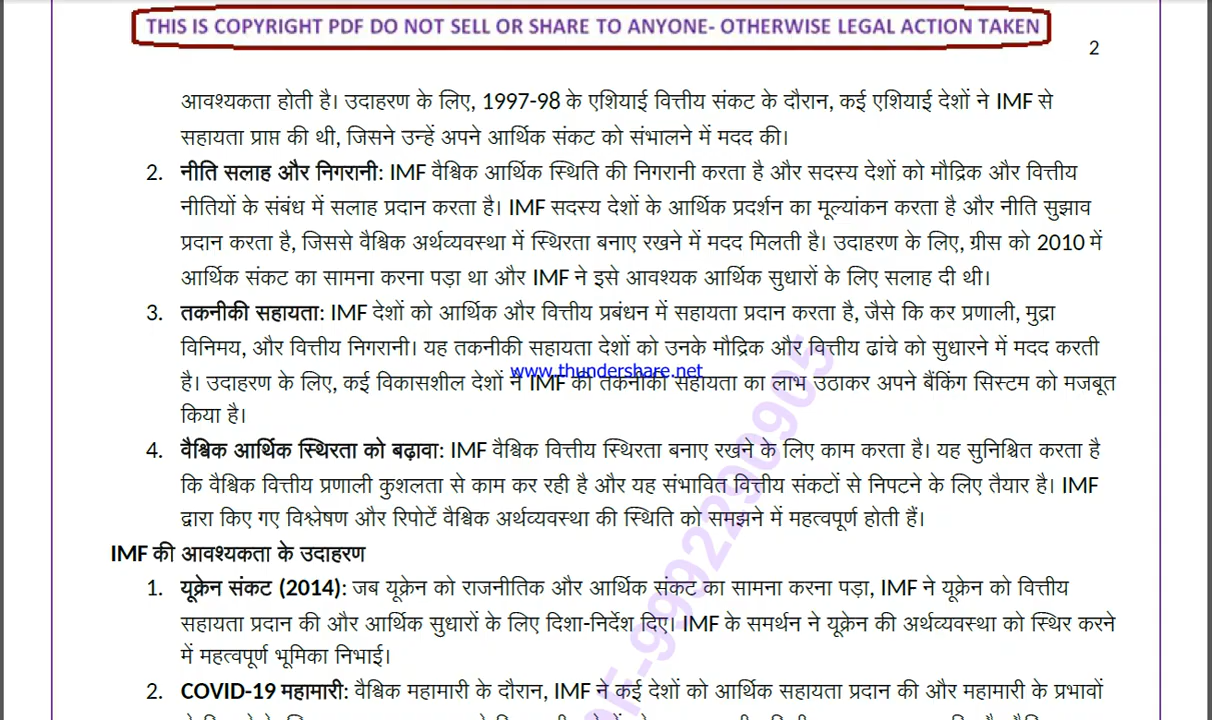 THIS IS COPYRIGHT PDF DO NOT SELL OR SHARE TO ANYONE- OTHERWISE LEGAL ACTION TAKEN
2
आवश्यकता होती है। उदाहरण के लिए, 1997-98 के एशियाई वित्तीय संकट के दौरान, कई एशियाई देशों ने IMF से
सहायता प्राप्त की थी, जिसने उन्हें अपने आर्थिक संकट को संभालने में मदद की।
2. नीति सलाह और निगरानी: IMF वैश्विक आर्थिक स्थिति की निगरानी करता है और सदस्य देशों को मौद्रिक और वित्तीय
नीतियों के संबंध में सलाह प्रदान करता है। IMF सदस्य देशों के आर्थिक प्रदर्शन का मूल्यांकन करता है और नीति सुझाव
प्रदान करता है, जिससे वैश्विक अर्थव्यवस्था में स्थिरता बनाए रखने में मदद मिलती है। उदाहरण के लिए, ग्रीस को 2010 में
आर्थिक संकट का सामना करना पड़ा था और IMF ने इसे आवश्यक आर्थिक सुधारों के लिए सलाह दी थी।
3. तकनीकी सहायता: IMF देशों को आर्थिक और वित्तीय प्रबंधन में सहायता प्रदान करता है, जैसे कि कर प्रणाली, मुद्रा
विनिमय, और वित्तीय निगरानी। यह तकनीकी सहायता देशों को उनके मौद्रिक और वित्तीय ढांचे को सुधारने में मदद करती
www.thundershare.net
है। उदाहरण के लिए, कई विकासशील देशों ने IMF की तकनीकी सहायता का लाभ उठाकर अपने बैंकिंग सिस्टम को मजबूत
किया है।
4. वैश्विक आर्थिक स्थिरता को बढ़ावा: IMF वैश्विक वित्तीय स्थिरता बनाए रखने के लिए काम करता है। यह सुनिश्चित करता है
कि वैश्विक वित्तीय प्रणाली कुशलता से काम कर रही है और यह संभावित वित्तीय संकटों से निपटने के लिए तैयार है। IMF
द्वारा किए गए विश्लेषण और रिपोर्टें वैश्विक अर्थव्यवस्था की स्थिति को समझने में महत्वपूर्ण होती हैं।
IMF की आवश्यकता के उदाहरण
1. यूक्रेन संकट (2014): जब यूक्रेन को राजनीतिक और आर्थिक संकट का सामना करना पड़ा, IMF ने यूक्रेन को वित्तीय
सहायता प्रदान की और आर्थिक सुधारों के लिए दिशा-निर्देश दिए। IMF के समर्थन ने यूक्रेन की अर्थव्यवस्था को स्थिर करने
में महत्वपूर्ण भूमिका निभाई।
2. COVID-19 महामारी: वैश्विक महामारी के दौरान, IMF ने कई देशों को आर्थिक सहायता प्रदान की और महामारी के प्रभावों
DF-9992290905